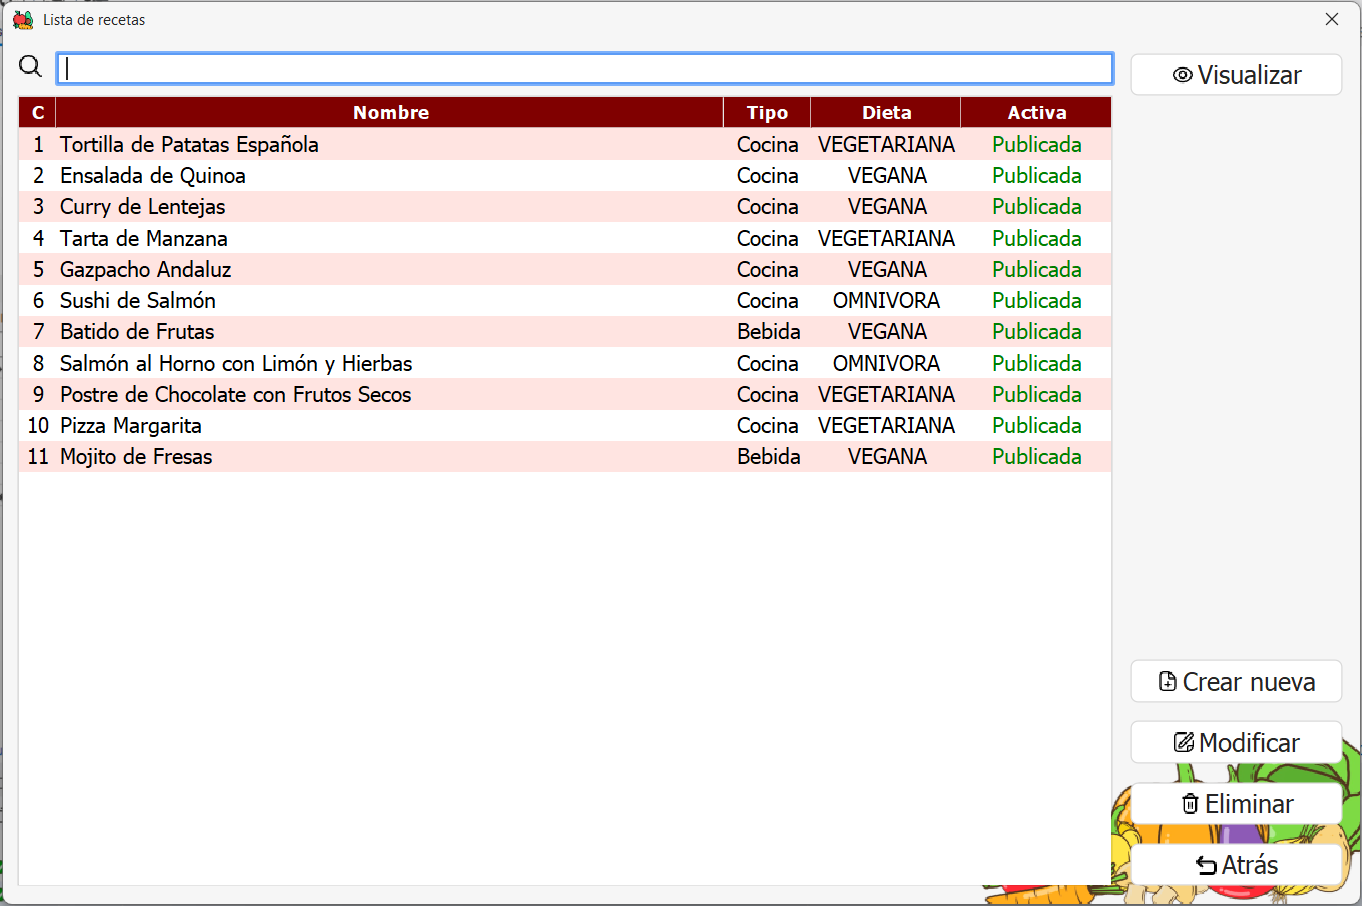 Lista de recetas
Visualizar
C Nombre Tipo Dieta Activa
1 Tortilla de Patatas Española Cocina VEGETARIANA Publicada
2 Ensalada de Quinoa Cocina VEGANA Publicada
3 Curry de Lentejas Cocina VEGANA Publicada
4 Tarta de Manzana Cocina VEGETARIANA Publicada
5 Gazpacho Andaluz Cocina VEGANA Publicada
6 Sushi de Salmón Cocina OMNIVORA Publicada
7 Batido de Frutas Bebida VEGANA Publicada
8 Salmón al Horno con Limón y Hierbas Cocina OMNIVORA Publicada
9 Postre de Chocolate con Frutos Secos Cocina VEGETARIANA Publicada
10 Pizza Margarita Cocina VEGETARIANA Publicada
11 Mojito de Fresas Bebida VEGANA Publicada
Crear nueva
Modificar
Eliminar
Atrás